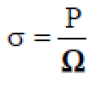 σ = P / Ω